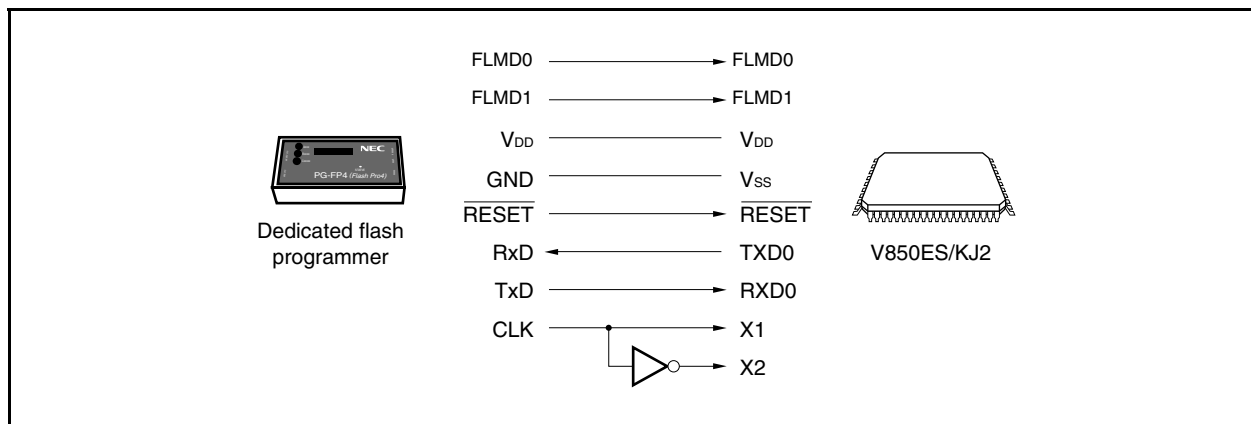 FLMD0 FLMD0
FLMD1 FLMD1
VDD VDD
GND VSS
RESET RESET
RxD TXD0
TxD RXD0
CLK X1
X2
NEC
PG-FP4 (Flash Pro4)
Dedicated flash
programmer
V850ES/KJ2